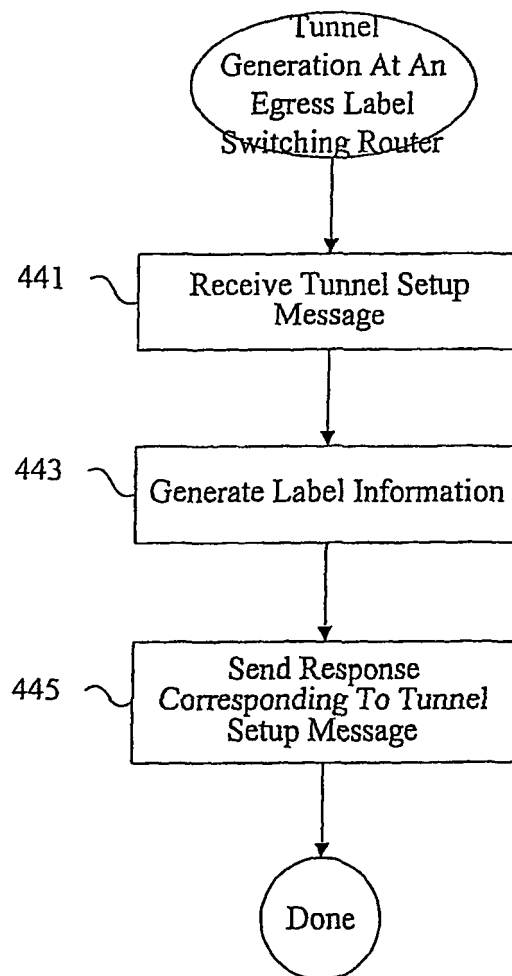 Tunnel
Generation At An
Egress Label
Switching Router
441
Receive Tunnel Setup
Message
443
Generate Label Information
445
Send Response
Corresponding To Tunnel
Setup Message
Done